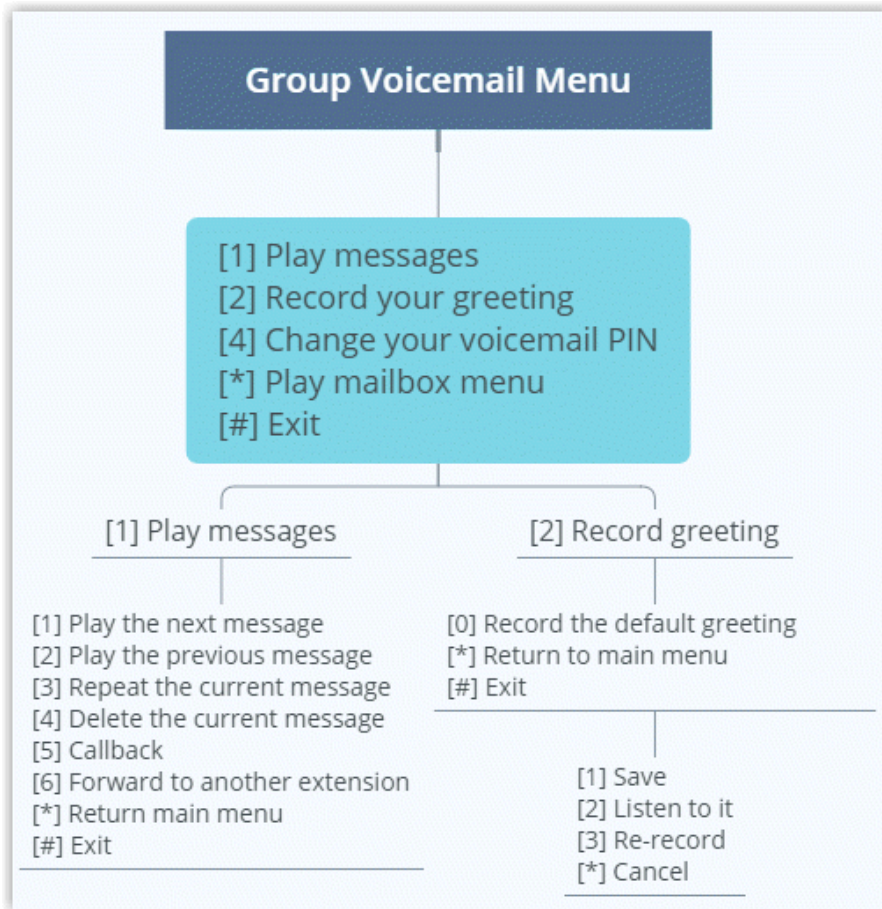 Group Voicemail Menu
[1] Play messages
[2] Record your greeting
[4] Change your voicemail PIN
[*] Play mailbox menu
[#] Exit
[1] Play messages
[1] Play the next message
[2] Play the previous message
[3] Repeat the current message
[4] Delete the current message
[5] Callback
[6] Forward to another extension
[*] Return main menu
[#] Exit
[2] Record greeting
[0] Record the default greeting
[*] Return to main menu
[#] Exit
[1] Save
[2] Listen to it
[3] Re-record
[*] Cancel